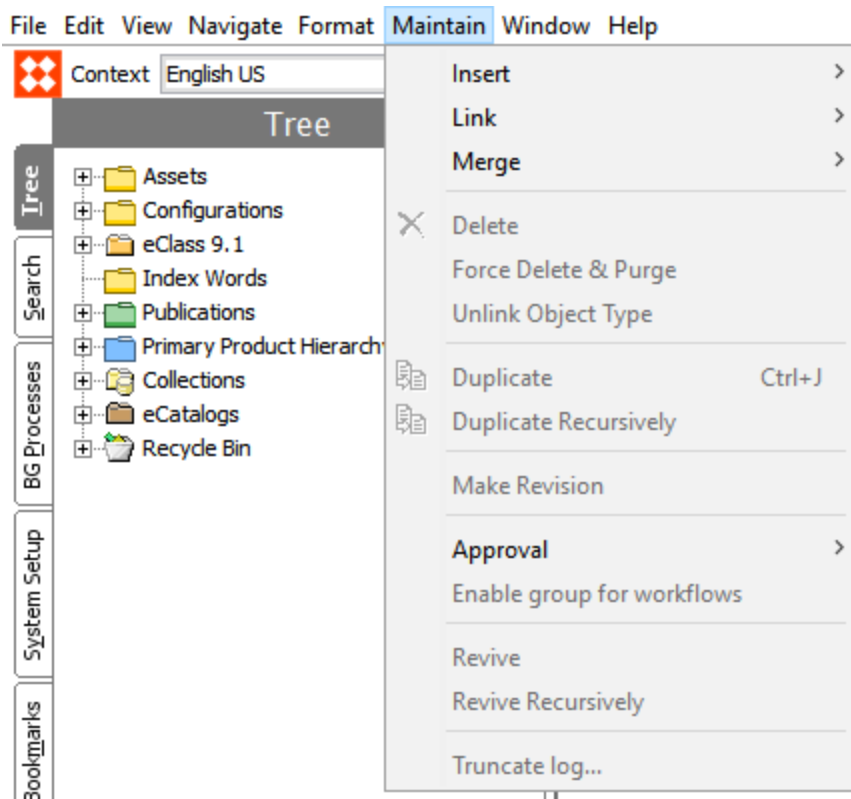 File Edit View Navigate Format Maintain Window Help
Context English US
Tree
Assets
Configurations
eClass 9.1
Index Words
Publications
Primary Product Hierarch
Collections
eCatalogs
Recycle Bin
Tree
Search
BG Processes
System Setup
Bookmarks
Insert
Link
Merge
Delete
Force Delete & Purge
Unlink Object Type
Duplicate Ctrl+J
Duplicate Recursively
Make Revision
Approval
Enable group for workflows
Revive
Revive Recursively
Truncate log...